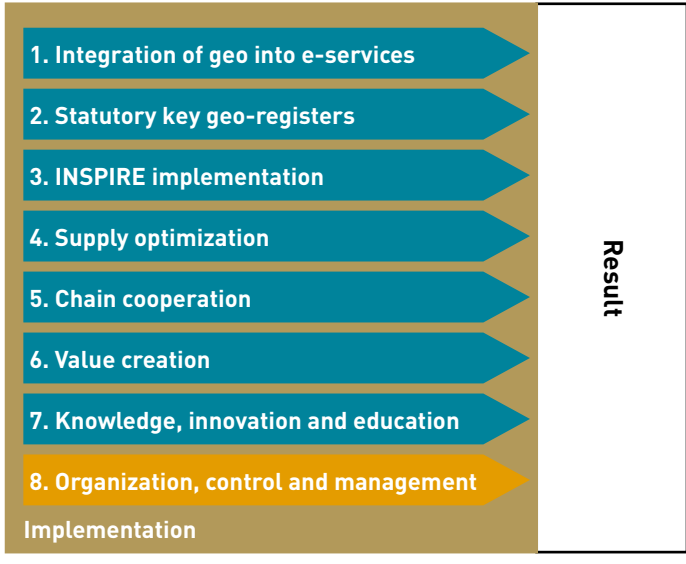 1. Integration of geo into e-services
2. Statutory key geo-registers
3. INSPIRE implementation
4. Supply optimization
5. Chain cooperation
6. Value creation
7. Knowledge, innovation and education
8. Organization, control and management
Implementation
Result